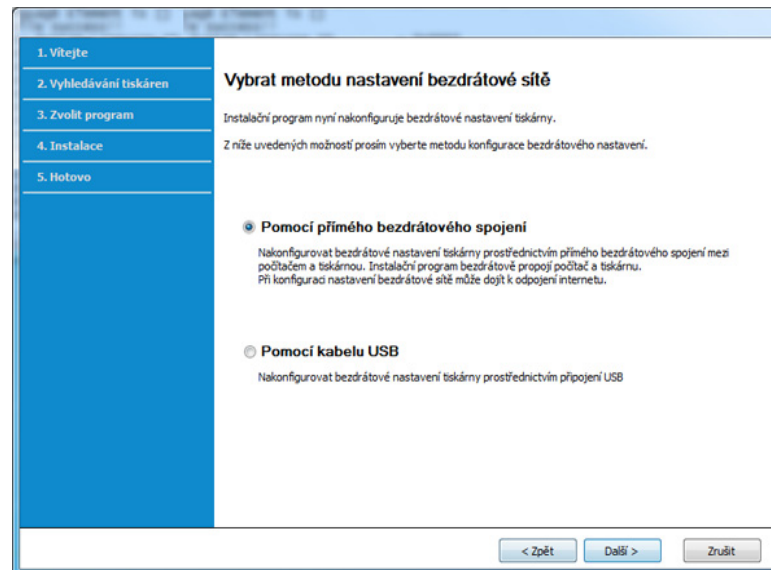 1. Vítejte
2. Vyhledávání tiskáren
3. Zvolit program
4. Instalace
5. Hotovo
Vybrat metodu nastavení bezdrátové sítě
Instalační program nyní nakonfiguruje bezdrátové nastavení tiskárny.
Z níže uvedených možností prosím vyberte metodu konfigurace bezdrátového nastavení.
Pomocí přímého bezdrátového spojení
Nakonfigurovat bezdrátové nastavení tiskárny prostřednictvím přímého bezdrátového spojení mezi
počítačem a tiskárnou. Instalační program bezdrátově propojí počítač a tiskárnu.
Při konfiguraci nastavení bezdrátové sítě může dojít k odpojení internetu.
Pomocí kabelu USB
Nakonfigurovat bezdrátové nastavení tiskárny prostřednictvím připojení USB
< Zpět
Další >
Zrušit